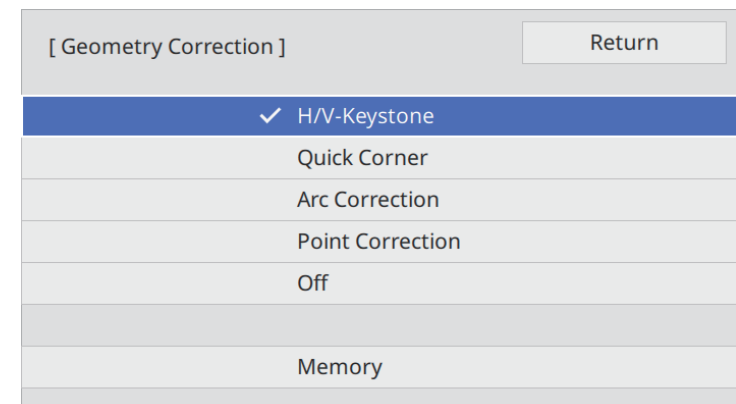 [ Geometry Correction ]
Return
H/V-Keystone
Quick Corner
Arc Correction
Point Correction
Off
Memory